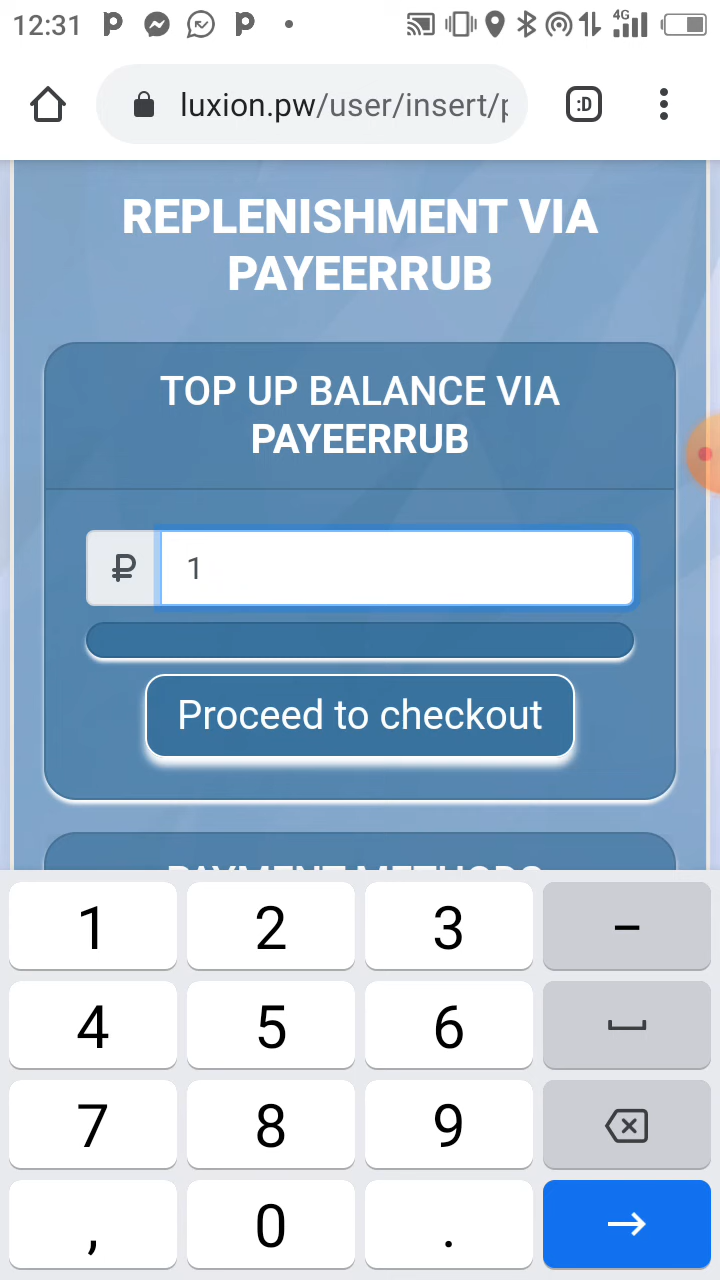 12:31
4G
luxion.pw/user/insert/
:D
REPLENISHMENT VIA
PAYEERRUB
TOP UP BALANCE VIA
PAYEERRUB
₽ 1
Proceed to checkout
PAYMENT METHODS
1 2 3 –
4 5 6
7 8 9
, 0 .